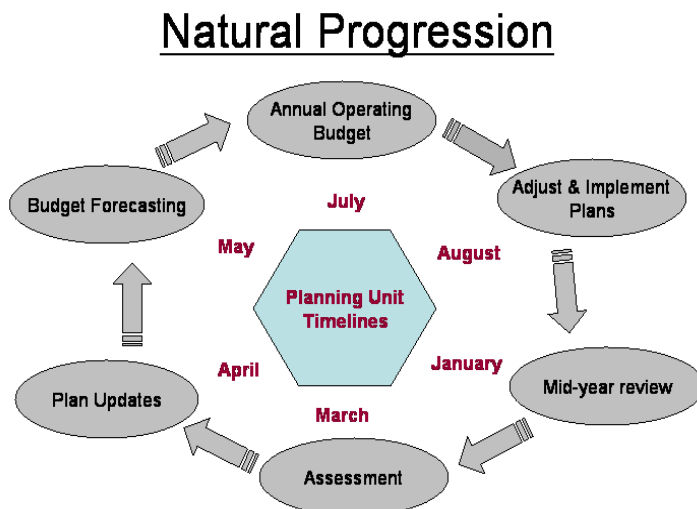 Natural Progression
Annual Operating
Budget
Adjust & Implement
Plans
Mid-year review
Assessment
Plan Updates
Budget Forecasting
July
August
January
March
April
May
Planning Unit
Timelines